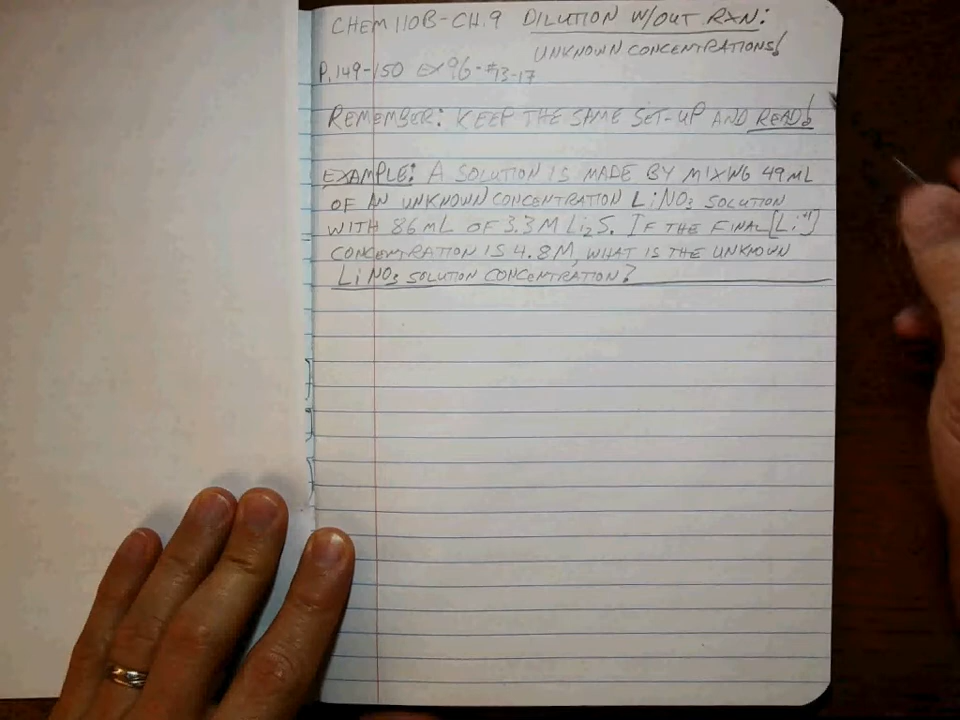 CHEM 110B-CH.9 DILUTION W/OUT RXN:
UNKNOWN CONCENTRATIONS!
P.149-150 EX 96-#13-17
REMEMBER: KEEP THE SAME SET-UP AND READ!
EXAMPLE: A SOLUTION IS MADE BY MIXING 49 ML
OF AN UNKNOWN CONCENTRATION LiNO3 SOLUTION
WITH 86 ML OF 3.3 M Li2S. IF THE FINAL [Li+1]
CONCENTRATION IS 4.8 M, WHAT IS THE UNKNOWN
LiNO3 SOLUTION CONCENTRATION?